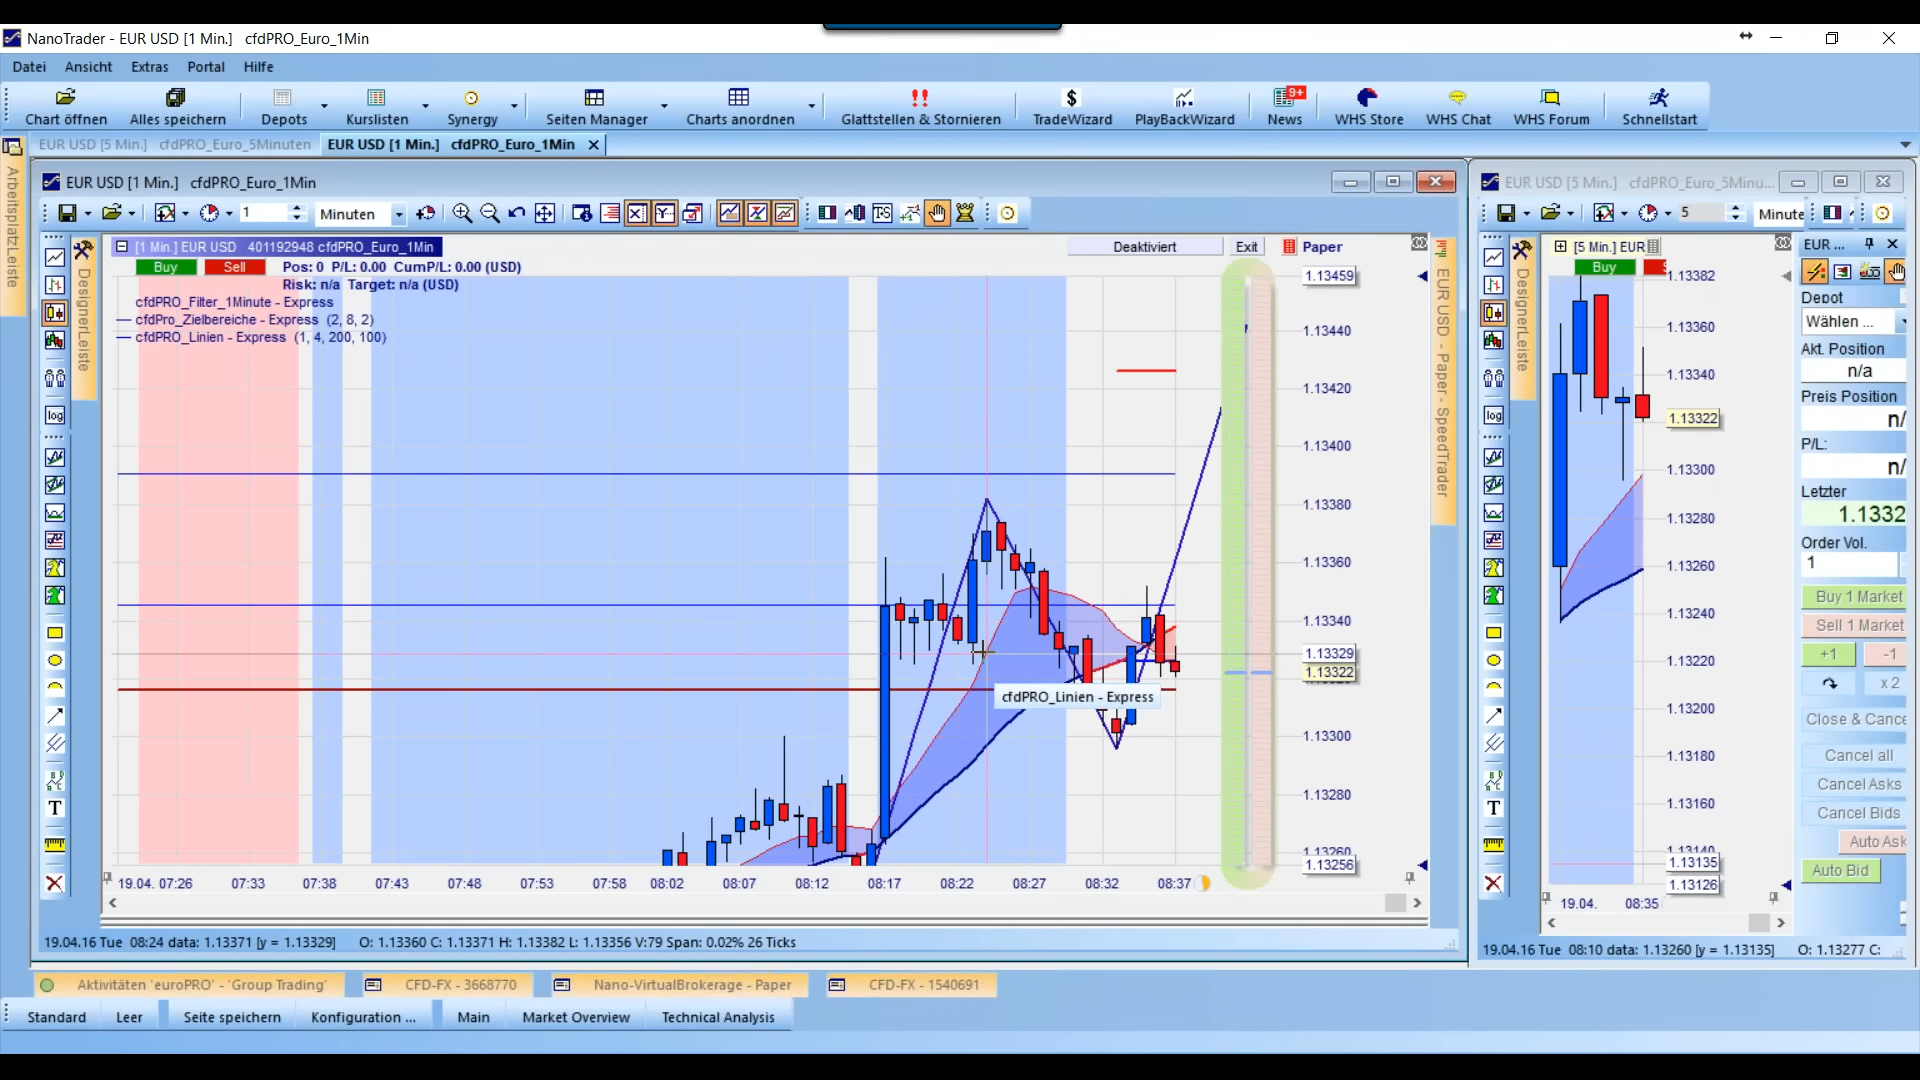 NanoTrader - EUR USD [1 Min.] cfdPRO_Euro_1Min
Datei Ansicht Extras Portal Hilfe
Chart öffnen Alles speichern Depots Kurslisten Synergy Seiten Manager Charts anordnen Glattstellen & Stornieren TradeWizard PlayBackWizard News 9+ WHS Store WHS Chat WHS Forum Schnellstart
EUR USD [5 Min.] cfdPRO_Euro_5Minuten EUR USD [1 Min.] cfdPRO_Euro_1Min
ArbeitsplatzLeiste
EUR USD [1 Min.] cfdPRO_Euro_1Min
1 Minuten
DesignerLeiste
[1 Min.] EUR USD 401192948 cfdPRO_Euro_1Min
Deaktiviert Exit Paper
Buy Sell Pos: 0 P/L: 0.00 CumP/L: 0.00 (USD)
Risk: n/a Target: n/a (USD)
cfdPRO_Filter_1Minute - Express
cfdPro_Zielbereiche - Express (2, 8, 2)
cfdPRO_Linien - Express (1, 4, 200, 100)
log
T
cfdPRO_Linien - Express
1.13459
1.13440
1.13420
1.13400
1.13380
1.13360
1.13340
1.13329
1.13322
1.13300
1.13280
1.13260
1.13256
EUR USD - Paper - SpeedTrader
19.04. 07:26 07:33 07:38 07:43 07:48 07:53 07:58 08:02 08:07 08:12 08:17 08:22 08:27 08:32 08:37
19.04.16 Tue 08:24 data: 1.13371 [y = 1.13329] O: 1.13360 C: 1.13371 H: 1.13382 L: 1.13356 V:79 Span: 0.02% 26 Ticks
EUR USD [5 Min.] cfdPRO_Euro_5Minu...
5 Minute
DesignerLeiste
[5 Min.] EUR
Buy
log
T
1.13382
1.13360
1.13340
1.13322
1.13300
1.13280
1.13260
1.13240
1.13220
1.13200
1.13180
1.13160
1.13140
1.13135
1.13126
19.04. 08:35
19.04.16 Tue 08:10 data: 1.13260 [y = 1.13135] O: 1.13277 C:
EUR ...
Depot
Wählen ...
Akt. Position
n/a
Preis Position
n/
P/L:
n/
Letzter
1.1332
Order Vol.
1
Buy 1 Market
Sell 1 Market
+1 -1
x 2
Close & Cance
Cancel all
Cancel Asks
Cancel Bids
Auto Ask
Auto Bid
Aktivitäten 'euroPRO' - 'Group Trading' CFD-FX - 3668770 Nano-VirtualBrokerage - Paper CFD-FX - 1540691
Standard Leer Seite speichern Konfiguration ... Main Market Overview Technical Analysis